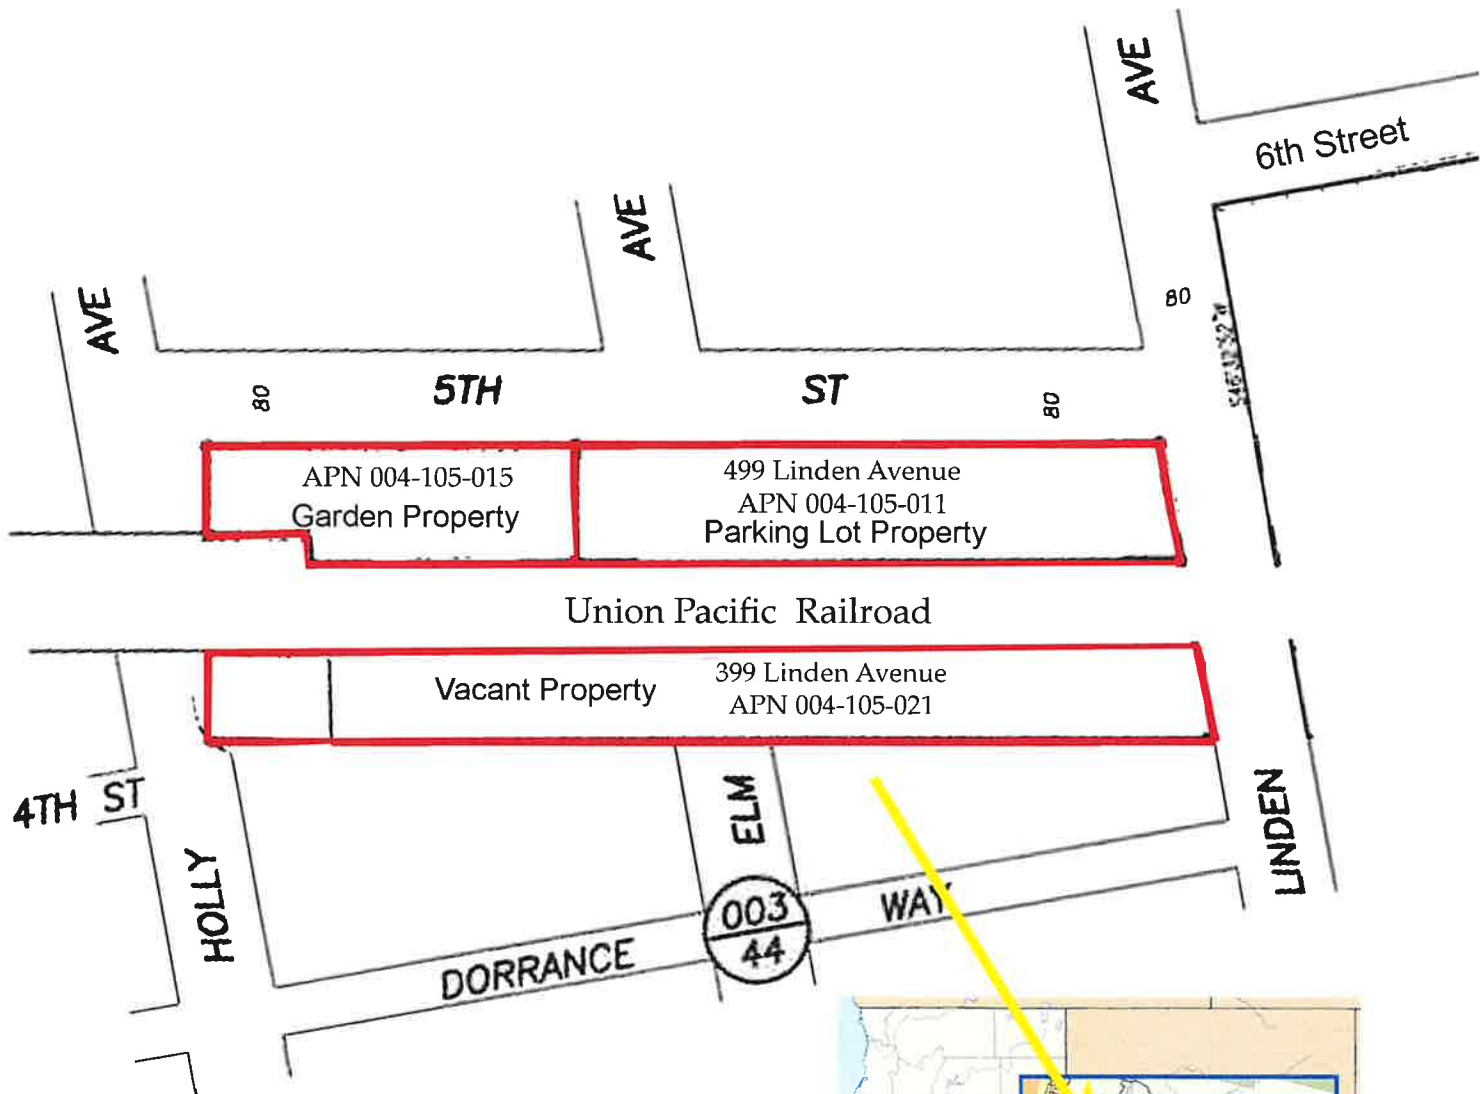 AVE
6th Street
AVE
AVE
80
5TH ST
80
80
APN 004-105-015
Garden Property
499 Linden Avenue
APN 004-105-011
Parking Lot Property
Union Pacific Railroad
Vacant Property
399 Linden Avenue
APN 004-105-021
4TH ST
ELM
LINDEN
HOLLY
003
44
WAY
DORRANCE